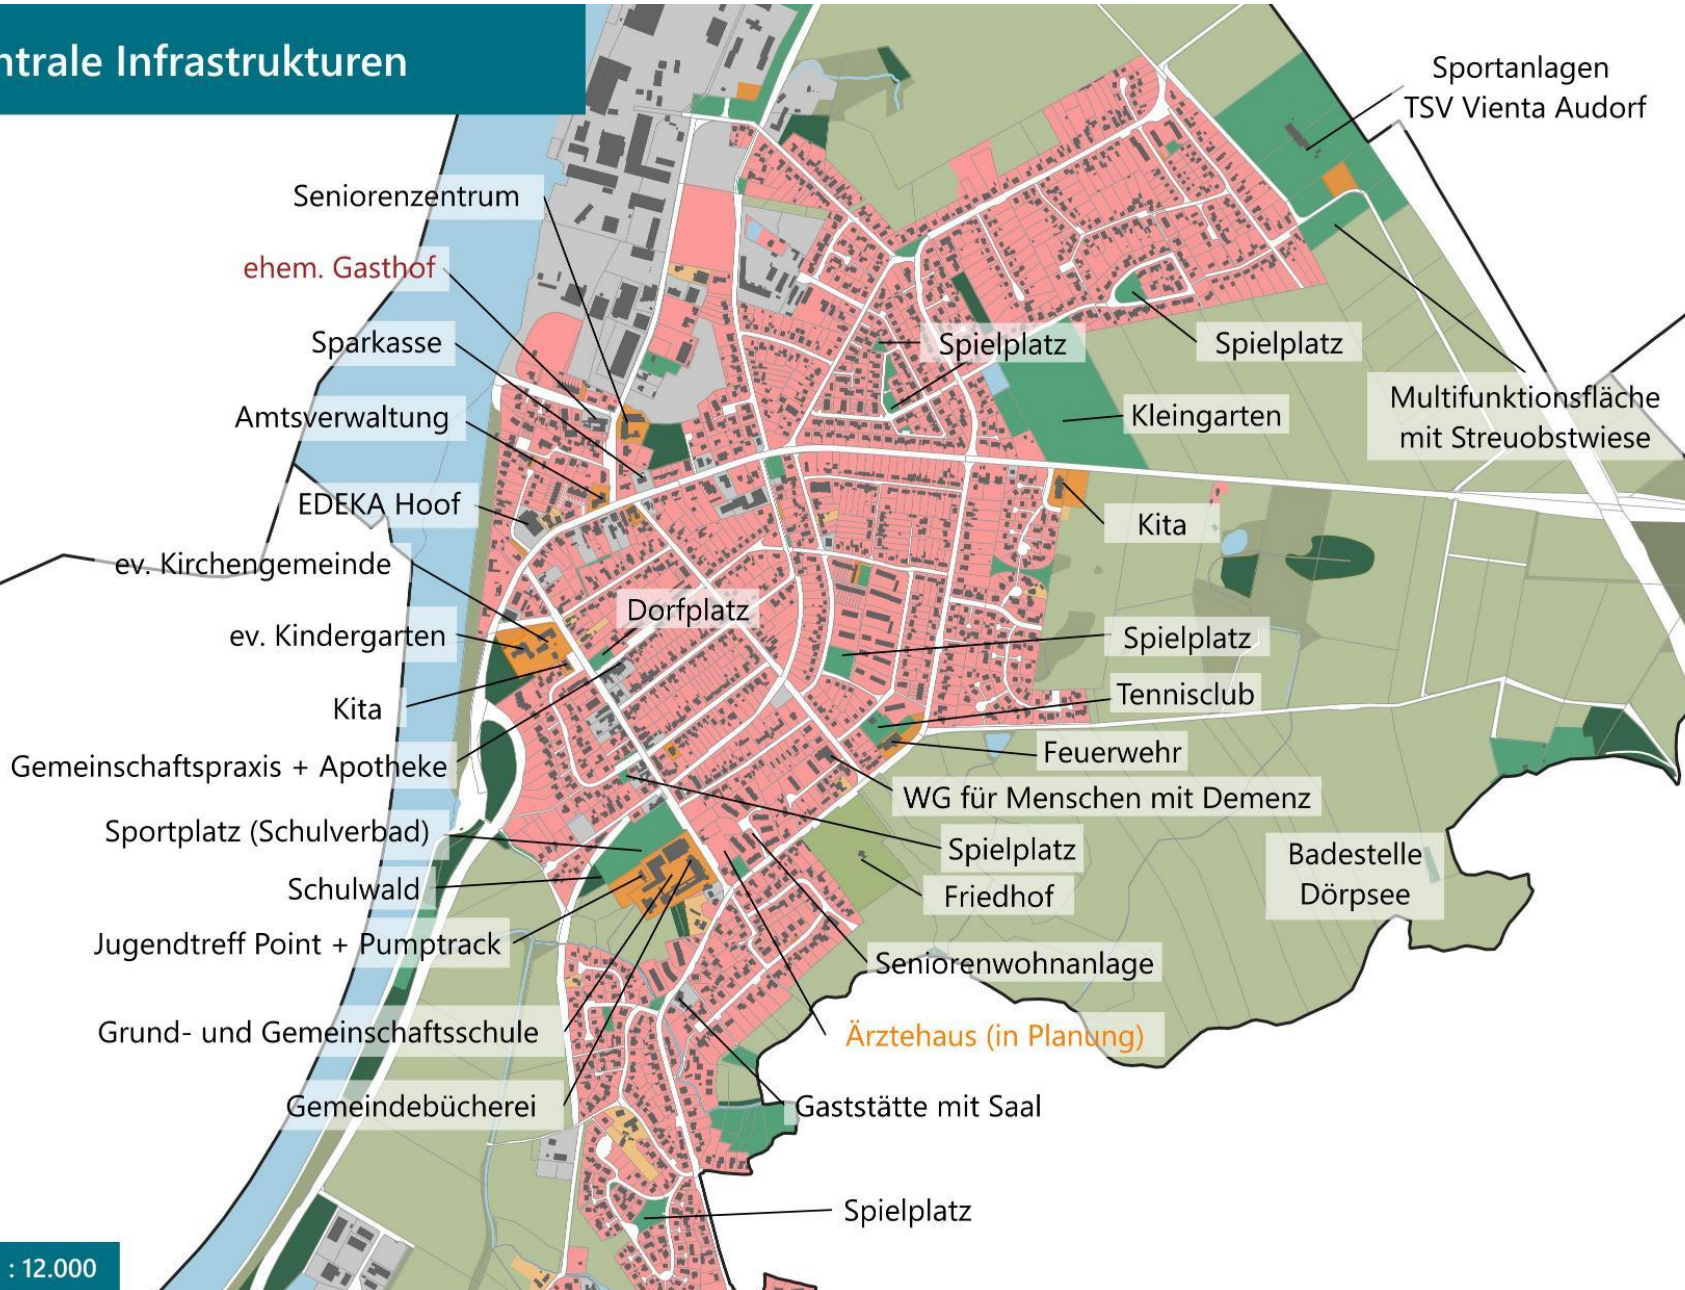 ntrale Infrastrukturen
Sportanlagen
TSV Vienta Audorf
Seniorenzentrum
ehem. Gasthof
Sparkasse
Spielplatz
Spielplatz
Amtsverwaltung
Kleingarten
Multifunktionsfläche
mit Streuobstwiese
EDEKA Hoof
Kita
ev. Kirchengemeinde
Dorfplatz
ev. Kindergarten
Spielplatz
Kita
Tennisclub
Gemeinschaftspraxis + Apotheke
Feuerwehr
WG für Menschen mit Demenz
Sportplatz (Schulverbad)
Spielplatz
Badestelle
Dörpsee
Schulwald
Friedhof
Jugendtreff Point + Pumptrack
Seniorenwohnanlage
Grund- und Gemeinschaftsschule
Ärztehaus (in Planung)
Gemeindebücherei
Gaststätte mit Saal
Spielplatz
: 12.000